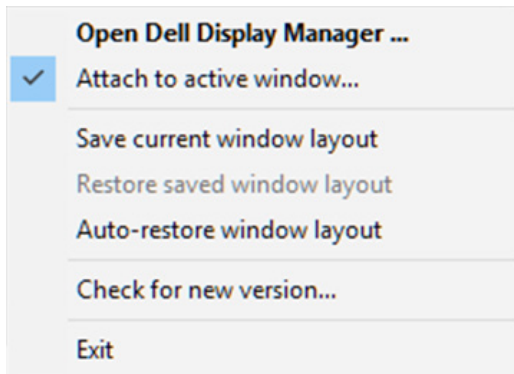 Open Dell Display Manager ...
Attach to active window...
Save current window layout
Restore saved window layout
Auto-restore window layout
Check for new version...
Exit